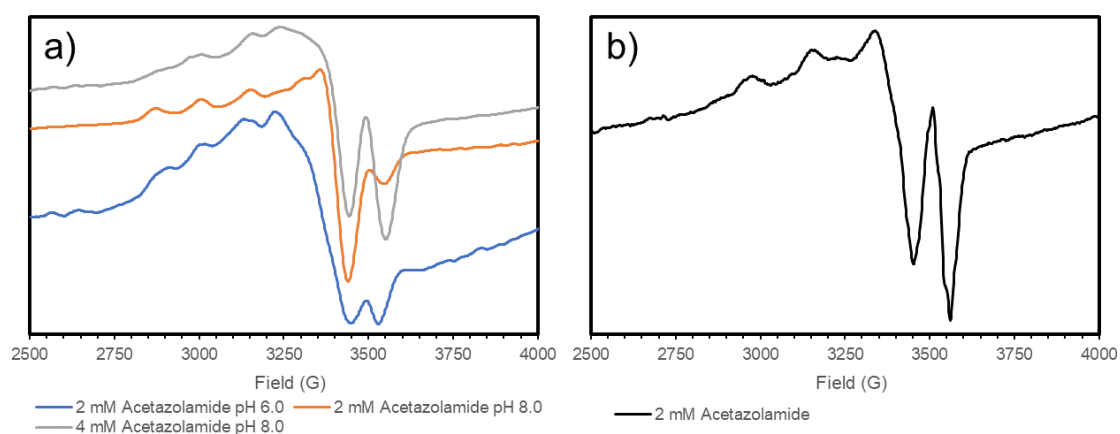 a)
2500 2750 3000 3250 3500 3750 4000
Field (G)
2 mM Acetazolamide pH 6.0 2 mM Acetazolamide pH 8.0
4 mM Acetazolamide pH 8.0
b)
2500 2750 3000 3250 3500 3750 4000
Field (G)
2 mM Acetazolamide